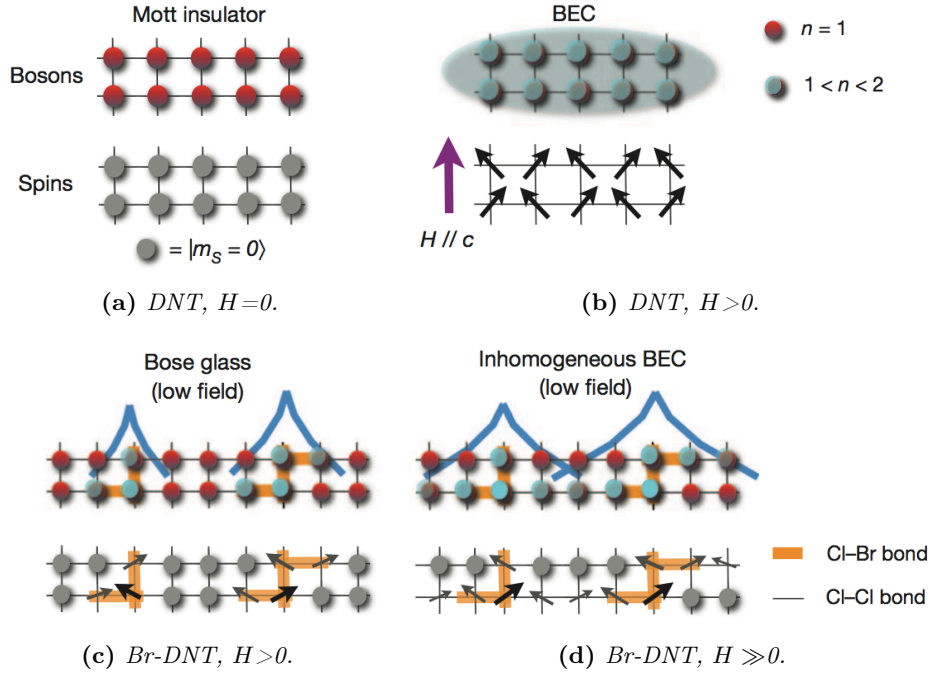 Mott insulator
BEC
Bosons
n = 1
1 < n < 2
Spins
H // c
= |m_S = 0⟩
(a) DNT, H=0.
(b) DNT, H>0.
Bose glass
(low field)
Inhomogeneous BEC
(low field)
Cl–Br bond
Cl–Cl bond
(c) Br-DNT, H>0.
(d) Br-DNT, H ≫0.